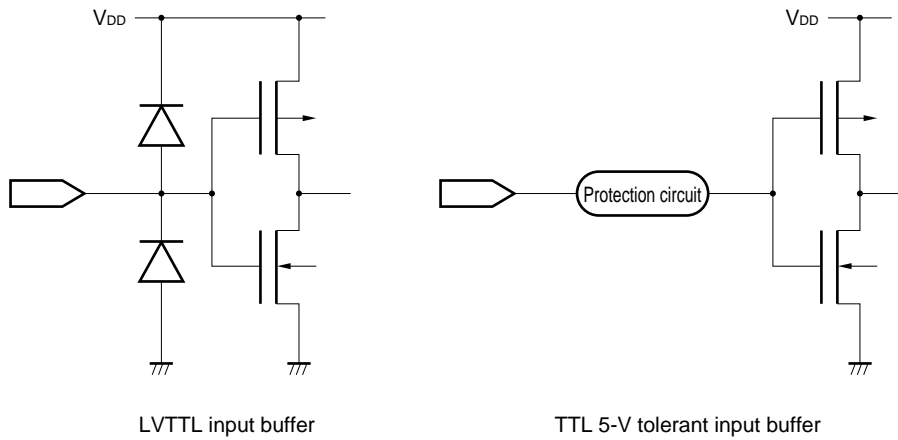 VDD
VDD
Protection circuit
LVTTL input buffer
TTL 5-V tolerant input buffer